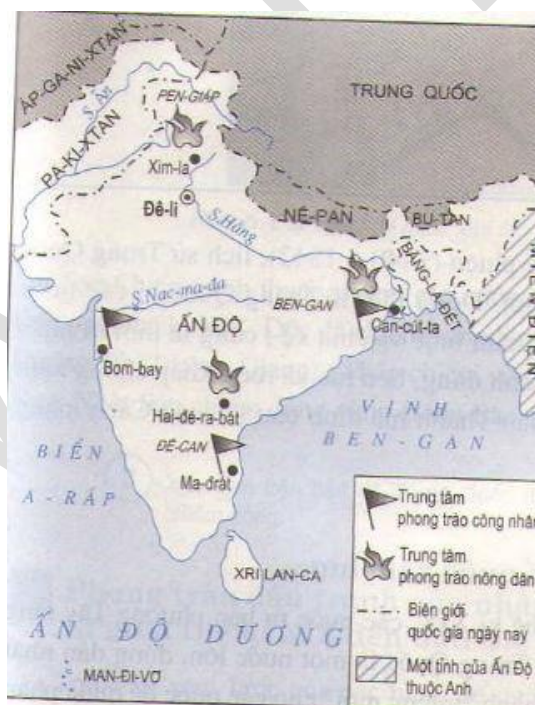 ÁP-GA-NI-XTAN
S. Ấn
PEN-GIÁP
TRUNG QUỐC
PA-KI-XTAN
Xim-la
Đê-li
S.Hằng
NÊ-PAN
BU-TAN
BĂNG-LA-ĐÉT
MIẾN ĐIỆN
S.Nac-ma-đa
BEN-GAN
Can-cút-ta
ẤN ĐỘ
Bom-bay
Hai-đê-ra-bát
ĐÊ-CAN
Ma-đrát
VỊNH
BEN-GAN
BIỂN
A-RÁP
XRI LAN-CA
ẤN ĐỘ DƯƠNG
MAN-ĐI-VƠ
Trung tâm
phong trào công nhân
Trung tâm
phong trào nông dân
Biên giới
quốc gia ngày nay
Một tỉnh của Ấn Độ
thuộc Anh